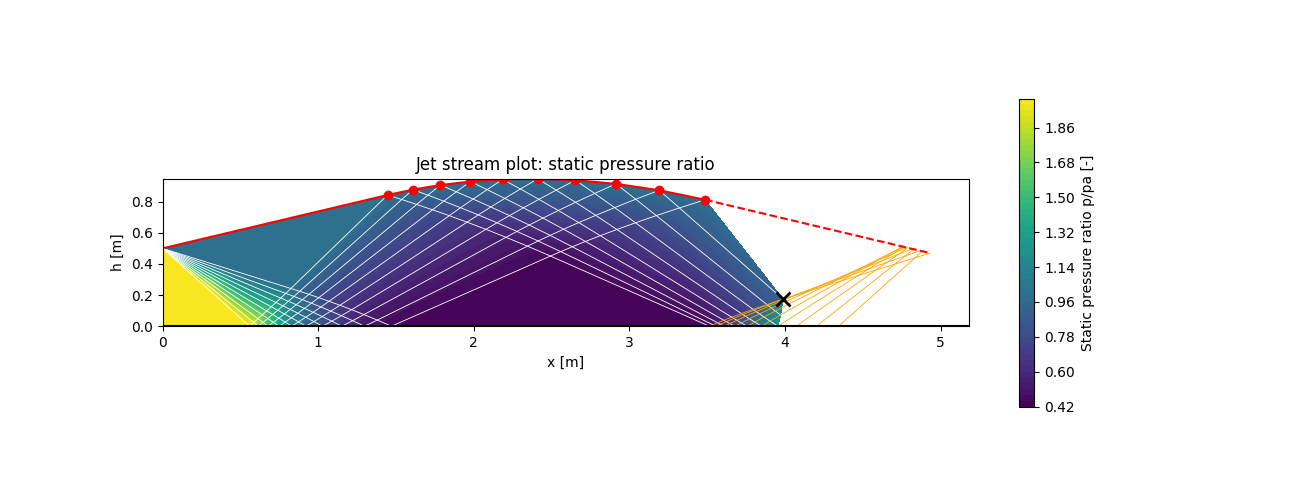 Jet stream plot: static pressure ratio
h [m]
0.8
0.6
0.4
0.2
0.0
0 1 2 3 4 5
x [m]
1.86
1.68
1.50
1.32
1.14
0.96
0.78
0.60
0.42
Static pressure ratio p/pa [-]